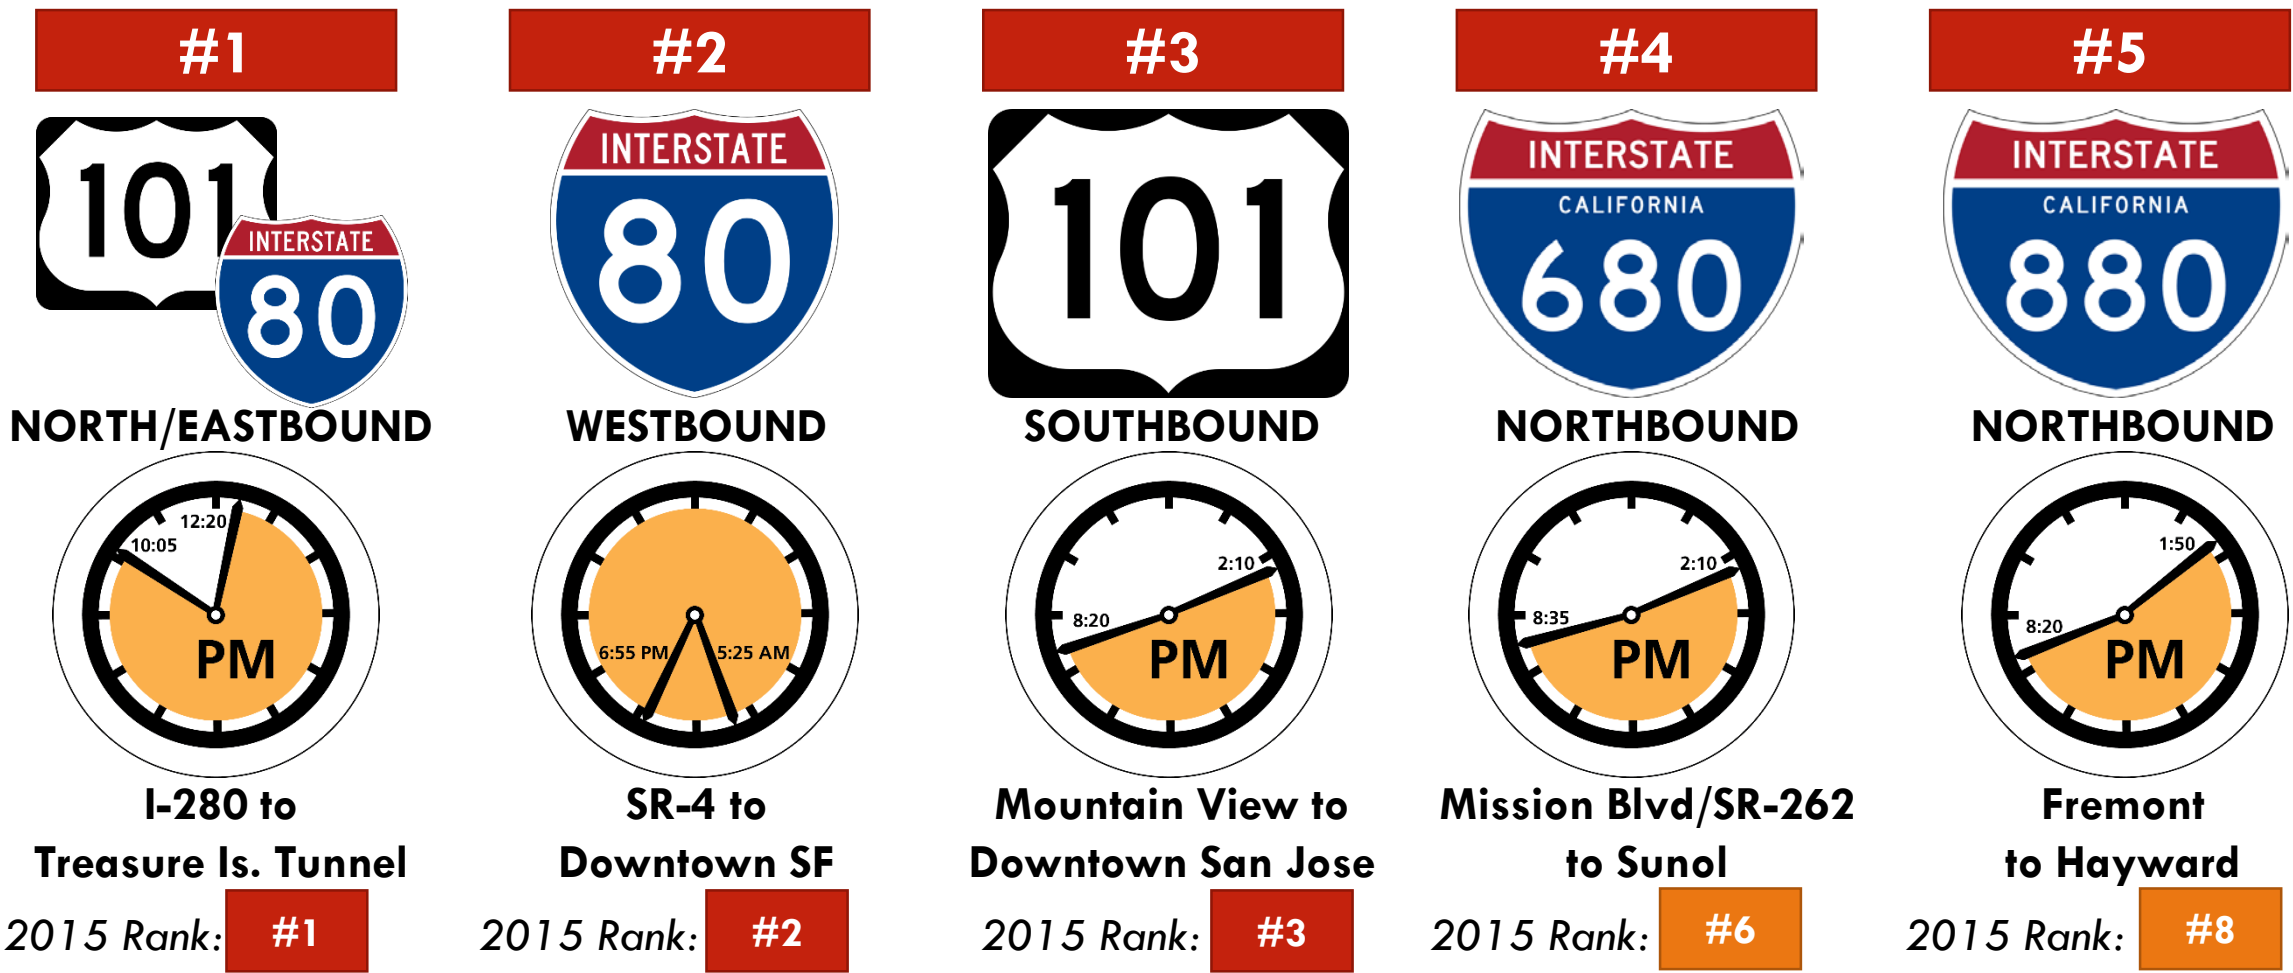 #1
101
INTERSTATE
80
NORTH/EASTBOUND
12:20
10:05
PM
I-280 to
Treasure Is. Tunnel
2015 Rank: #1
#2
INTERSTATE
80
WESTBOUND
6:55 PM
5:25 AM
SR-4 to
Downtown SF
2015 Rank: #2
#3
101
SOUTHBOUND
2:10
8:20
PM
Mountain View to
Downtown San Jose
2015 Rank: #3
#4
INTERSTATE
CALIFORNIA
680
NORTHBOUND
2:10
8:35
PM
Mission Blvd/SR-262
to Sunol
2015 Rank: #6
#5
INTERSTATE
CALIFORNIA
880
NORTHBOUND
1:50
8:20
PM
Fremont
to Hayward
2015 Rank: #8